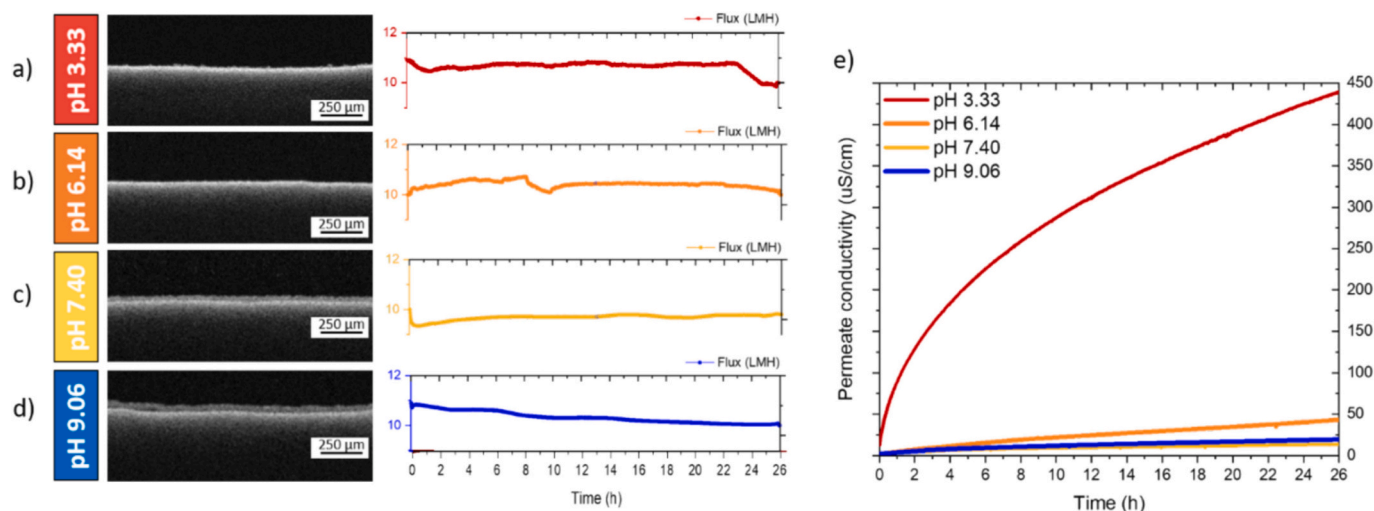 a)
pH 3.33
250 µm
Flux (LMH)
12
10
b)
pH 6.14
250 µm
Flux (LMH)
12
10
c)
pH 7.40
250 µm
Flux (LMH)
12
10
d)
pH 9.06
250 µm
Flux (LMH)
12
10
0 2 4 6 8 10 12 14 16 18 20 22 24 26
Time (h)
e)
pH 3.33
pH 6.14
pH 7.40
pH 9.06
Permeate conductivity (uS/cm)
450
400
350
300
250
200
150
100
50
0
0 2 4 6 8 10 12 14 16 18 20 22 24 26
Time (h)